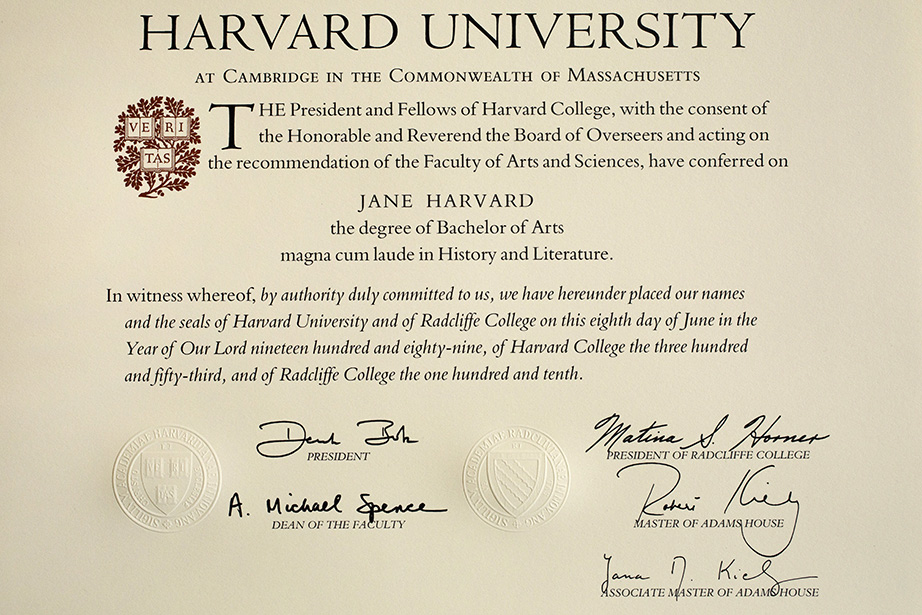 HARVARD UNIVERSITY
AT CAMBRIDGE IN THE COMMONWEALTH OF MASSACHUSETTS
VE RI
TAS
THE President and Fellows of Harvard College, with the consent of
the Honorable and Reverend the Board of Overseers and acting on
the recommendation of the Faculty of Arts and Sciences, have conferred on
JANE HARVARD
the degree of Bachelor of Arts
magna cum laude in History and Literature.
In witness whereof, by authority duly committed to us, we have hereunder placed our names
and the seals of Harvard University and of Radcliffe College on this eighth day of June in the
Year of Our Lord nineteen hundred and eighty-nine, of Harvard College the three hundred
and fifty-third, and of Radcliffe College the one hundred and tenth.
Derek Bok
PRESIDENT
A. Michael Spence
DEAN OF THE FACULTY
Matina S. Horner
PRESIDENT OF RADCLIFFE COLLEGE
Robert Kiely
MASTER OF ADAMS HOUSE
Jana M. Kiely
ASSOCIATE MASTER OF ADAMS HOUSE